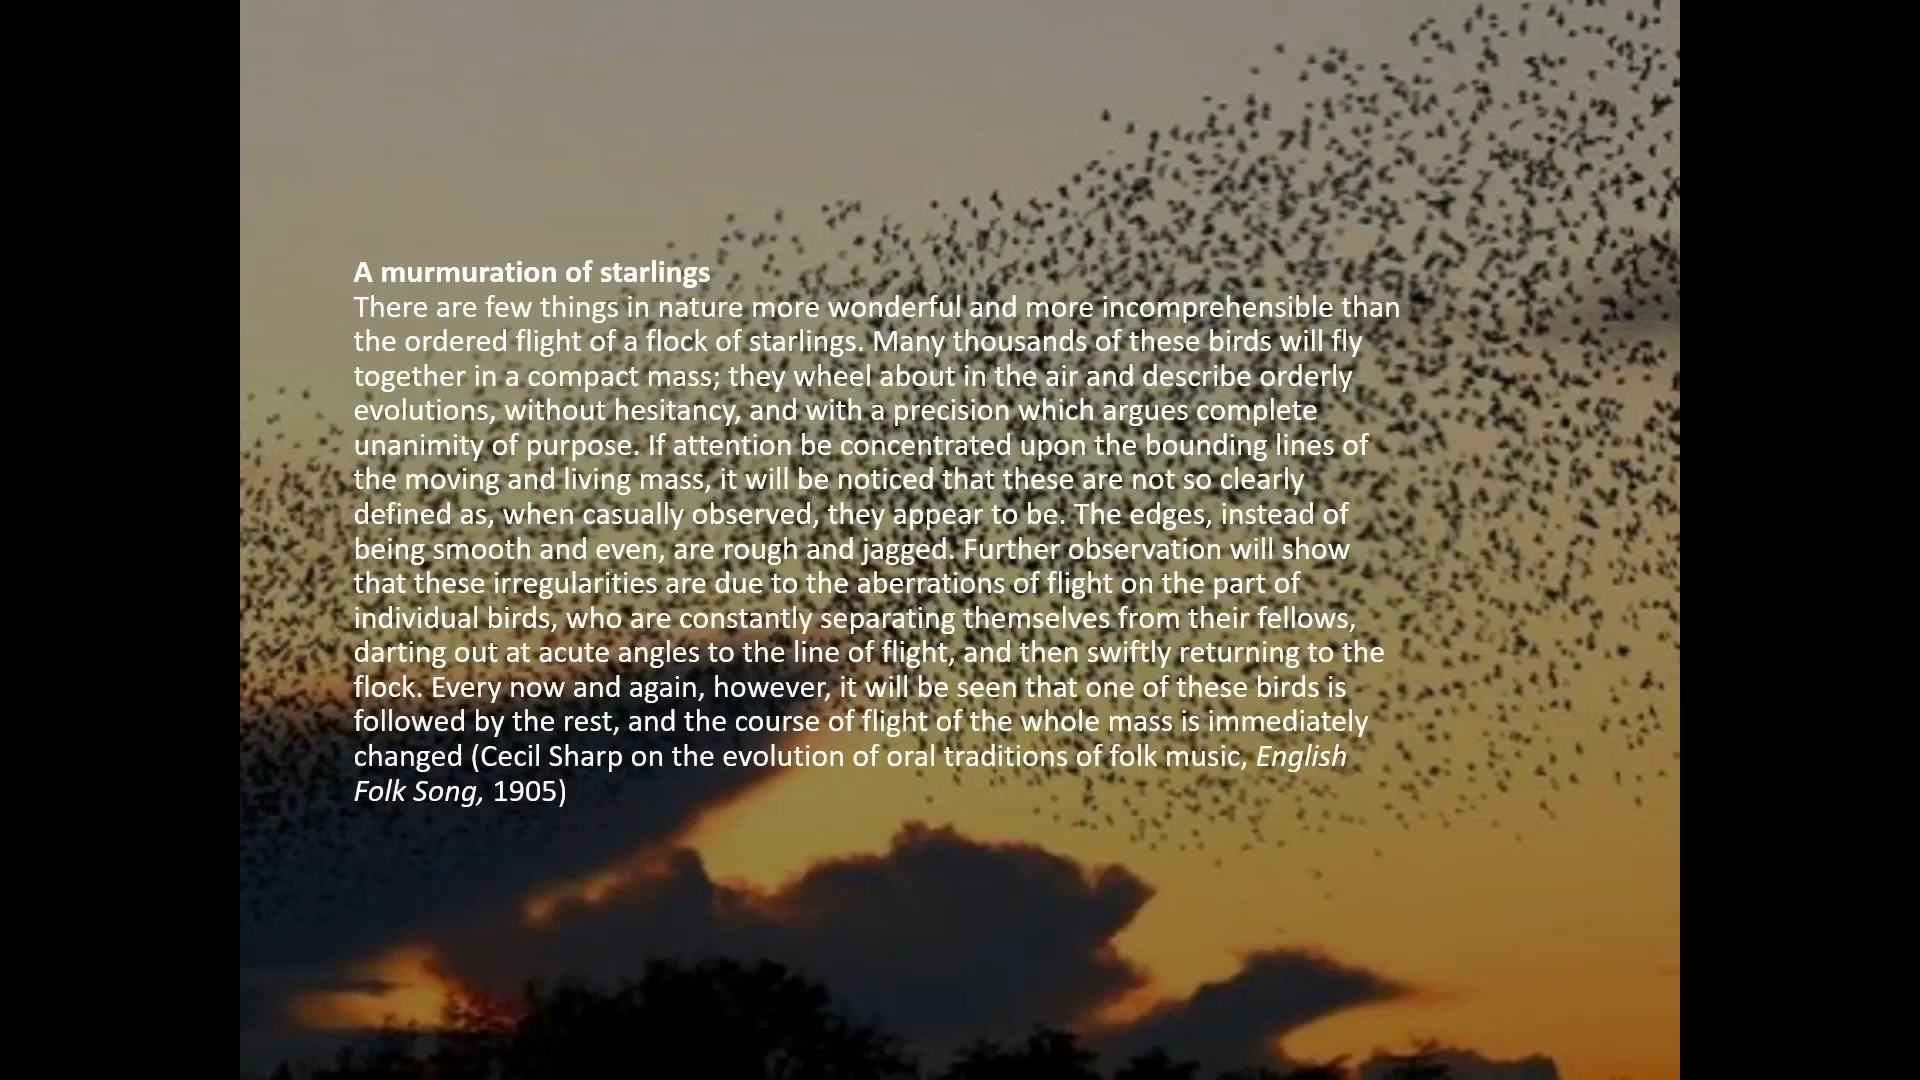 A murmuration of starlings
There are few things in nature more wonderful and more incomprehensible than
the ordered flight of a flock of starlings. Many thousands of these birds will fly
together in a compact mass; they wheel about in the air and describe orderly
evolutions, without hesitancy, and with a precision which argues complete
unanimity of purpose. If attention be concentrated upon the bounding lines of
the moving and living mass, it will be noticed that these are not so clearly
defined as, when casually observed, they appear to be. The edges, instead of
being smooth and even, are rough and jagged. Further observation will show
that these irregularities are due to the aberrations of flight on the part of
individual birds, who are constantly separating themselves from their fellows,
darting out at acute angles to the line of flight, and then swiftly returning to the
flock. Every now and again, however, it will be seen that one of these birds is
followed by the rest, and the course of flight of the whole mass is immediately
changed (Cecil Sharp on the evolution of oral traditions of folk music, English
Folk Song, 1905)